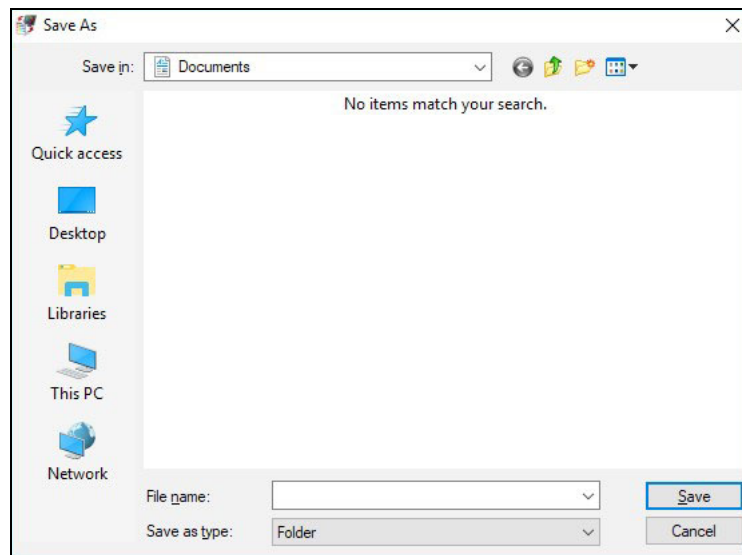 Save As
Save in: Documents
No items match your search.
Quick access
Desktop
Libraries
This PC
Network
File name: Save
Save as type: Folder Cancel